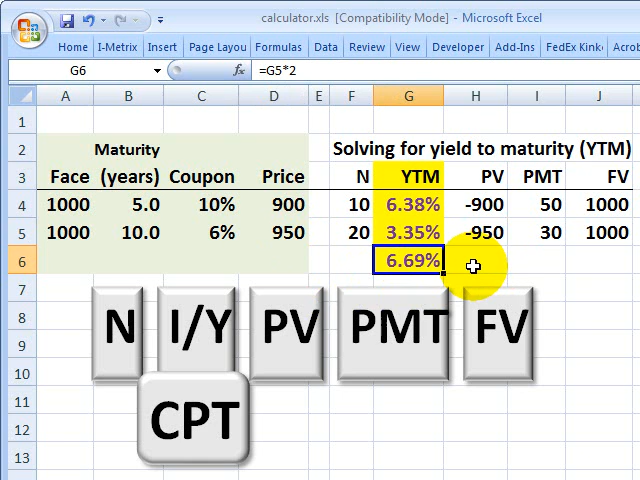 calculator.xls [Compatibility Mode] - Microsoft Excel
Home I-Metrix Insert Page Layou Formulas Data Review View Developer Add-Ins FedEx Kink Acrob
G6 fx =G5*2
A B C D E F G H I J
1
2 Maturity Solving for yield to maturity (YTM)
3 Face (years) Coupon Price N YTM PV PMT FV
4 1000 5.0 10% 900 10 6.38% -900 50 1000
5 1000 10.0 6% 950 20 3.35% -950 30 1000
6 6.69%
7
8 N I/Y PV PMT FV
9
10
11 CPT
12
13